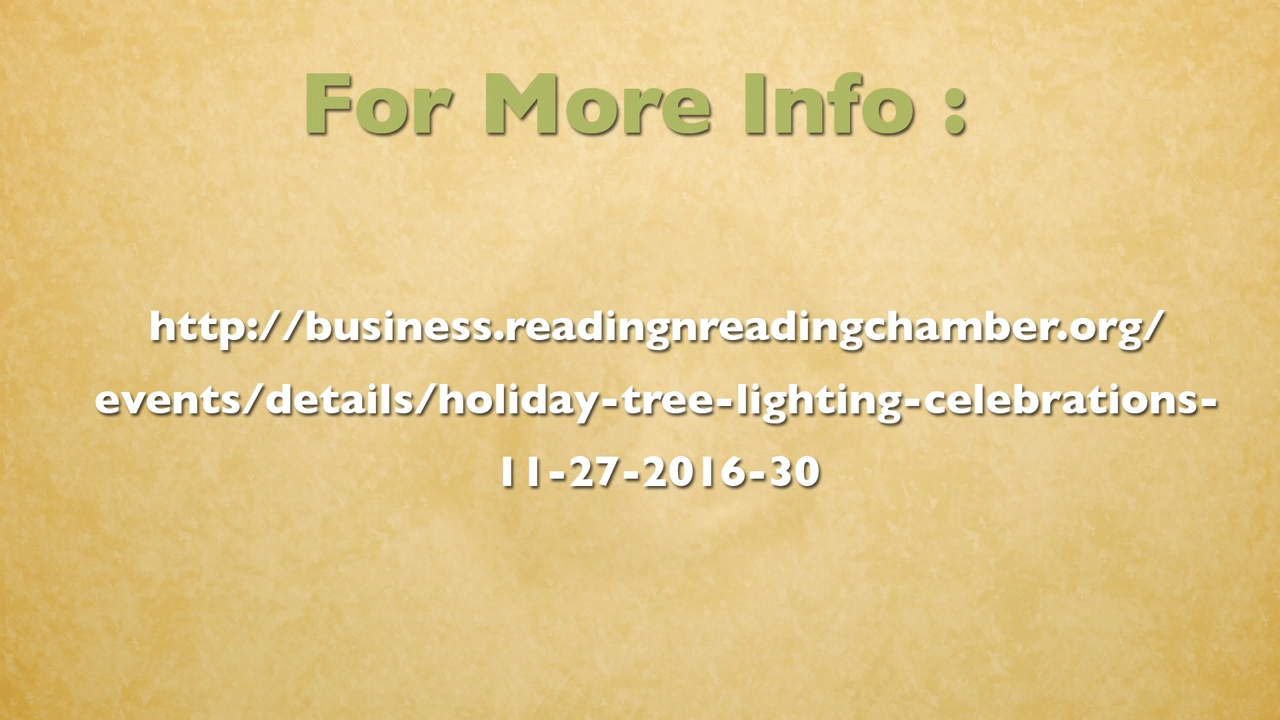 For More Info :
http://business.readingnreadingchamber.org/
events/details/holiday-tree-lighting-celebrations-
11-27-2016-30